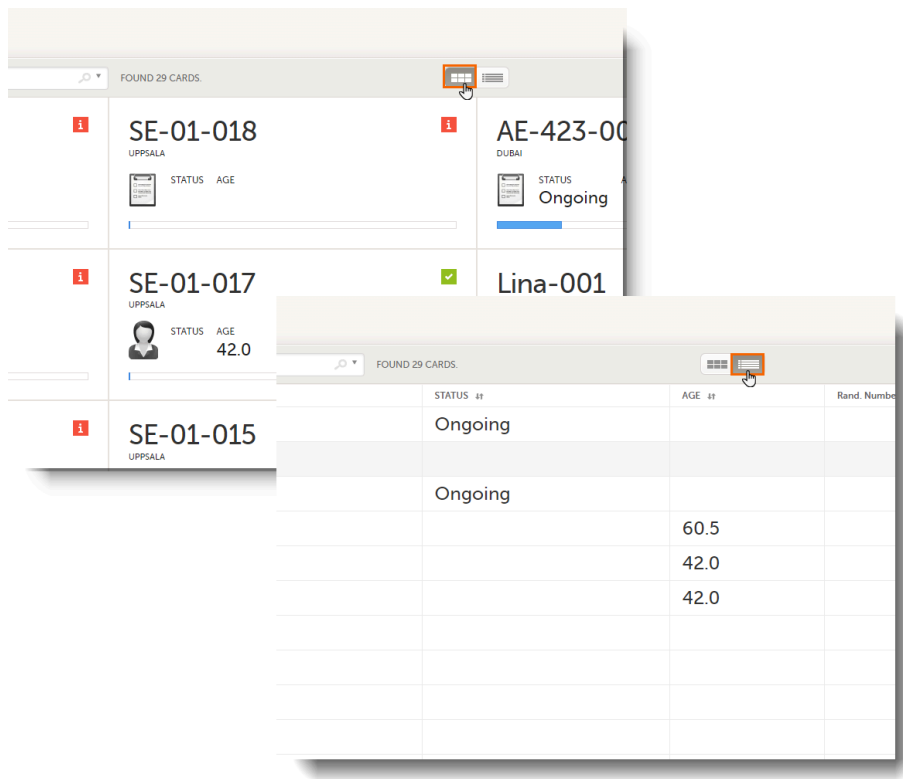 FOUND 29 CARDS.
SE-01-018
UPPSALA
STATUS AGE
AE-423-00
DUBAI
STATUS A
Ongoing
SE-01-017
UPPSALA
STATUS AGE
42.0
Lina-001
SE-01-015
UPPSALA
FOUND 29 CARDS.
STATUS AGE Rand. Numbe
Ongoing
Ongoing
60.5
42.0
42.0